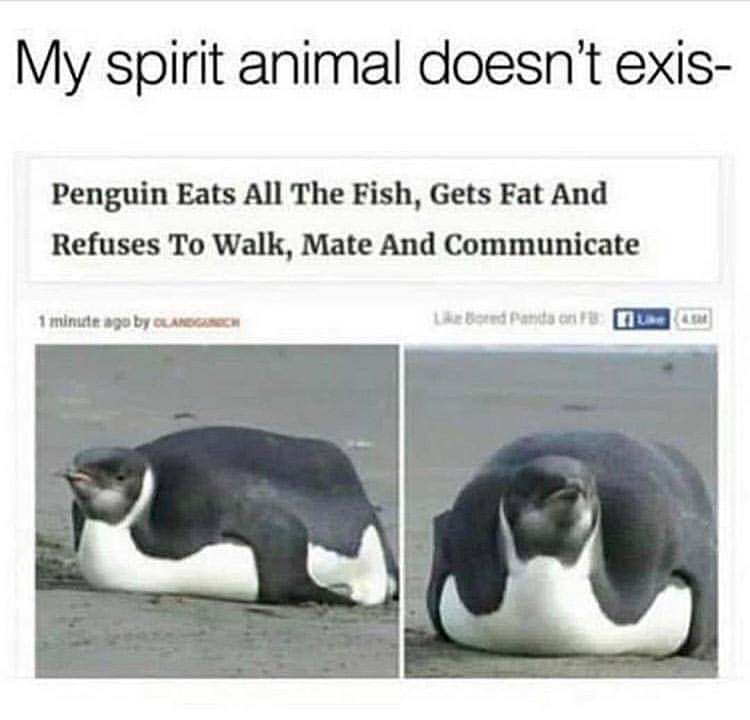 My spirit animal doesn't exis-
Penguin Eats All The Fish, Gets Fat And
Refuses To Walk, Mate And Communicate
1 minute ago by OLANDGUNICH
Like Bored Panda on FB: Like